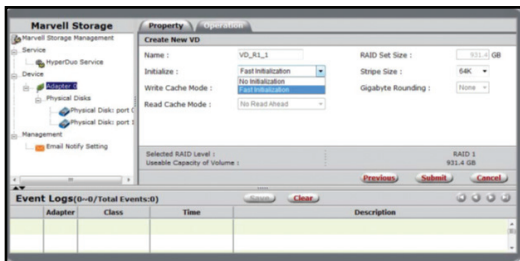 Marvell Storage
Marvell Storage Management
Service
HyperDus Service
Device
Adapter 0
Physical Disks
Physical Disk: port 0
Physical Disk: port 1
Management
Email Notify Setting
Property
Operation
Create New VD
Name : VD_R1_1 RAID Set Size : 931.4 GB
Initialize : Fast Initialization Stripe Size : 64K
No Initialization
Fast Initialization
Write Cache Mode : Gigabyte Rounding : None
Read Cache Mode : No Read Ahead
Selected RAID Level : RAID 1
Useable Capacity of Volume : 931.4 GB
Previous Submit Cancel
Event Logs(0~0/Total Events:0) Save Clear
Adapter Class Time Description